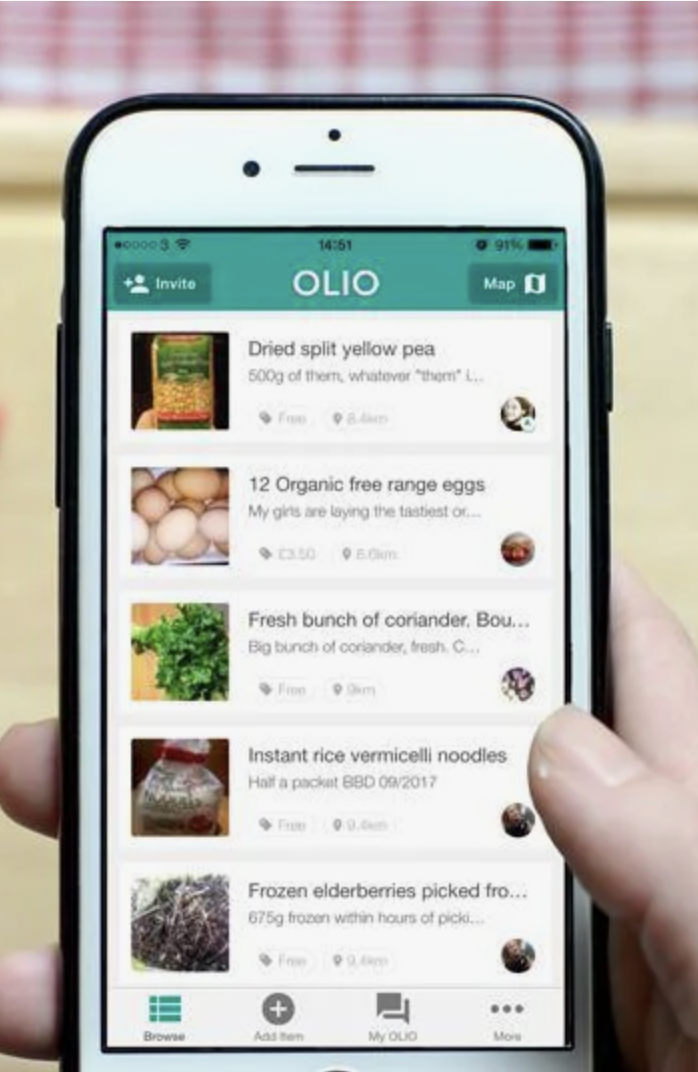 3 14:51 91%
Invite OLIO Map
Dried split yellow pea
500g of them, whatever "them" i...
Free 8.4km
12 Organic free range eggs
My girls are laying the tastiest or...
£3.50 8.6km
Fresh bunch of coriander. Bou...
Big bunch of coriander, fresh. C...
Free 9km
Instant rice vermicelli noodles
Half a packet BBD 09/2017
Free 9.4km
Frozen elderberries picked fro...
675g frozen within hours of picki...
Free 9.4km
Browse Add Item My OLIO More